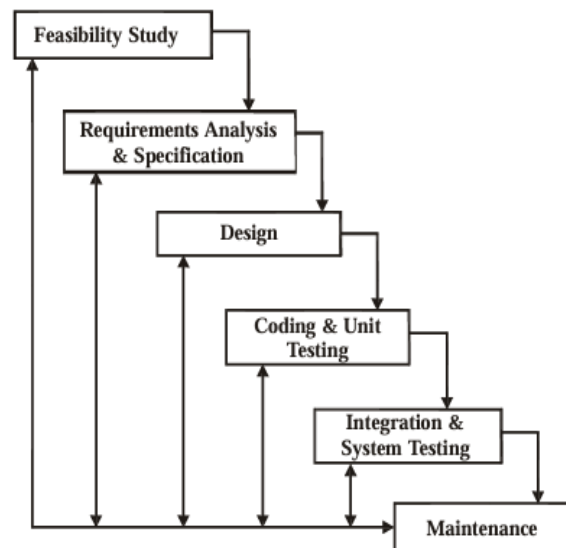 Feasibility Study
Requirements Analysis
& Specification
Design
Coding & Unit
Testing
Integration &
System Testing
Maintenance